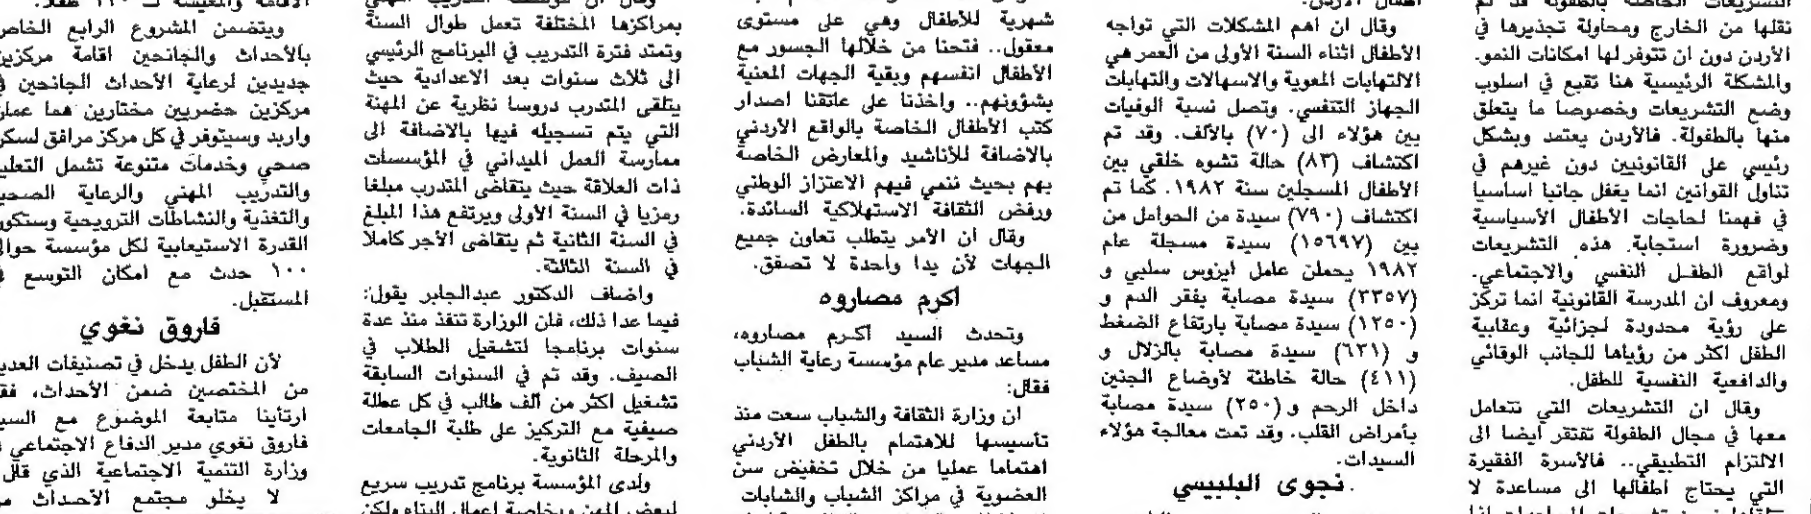 التشريعات الخاصة بالطفولة قد تم
نقلها من الخارج ومحاولة تجذيرها في
الأردن دون ان تتوفر لها امكانات النمو.
والمشكلة الرئيسية هنا تقبع في اسلوب
وضع التشريعات وخصوصا ما يتعلق
منها بالطفولة. فالأردن يعتمد وبشكل
رئيسي على القانونيين دون غيرهم في
تناول القوانين انما يغفل جانبا اساسيا
في فهمنا لحاجات الأطفال الأساسية
وضرورة استجابة هذه التشريعات
لواقع الطفل النفسي والاجتماعي.
ومعروف ان المدرسة القانونية انما تركز
على رؤية محدودة لجزائية وعقابية
الطفل اكثر من رؤياها للجانب الوقائي
والدافعية النفسية للطفل.
وقال ان التشريعات التي نتعامل
معها في مجال الطفولة تفتقر ايضا الى
الالتزام التطبيقي.. فالأسرة الفقيرة
التي يحتاج اطفالها الى مساعدة لا
اطفال الأردن.
وقال ان اهم المشكلات التي تواجه
الأطفال اثناء السنة الأولى من العمر هي
الالتهابات المعوية والاسهالات والتهابات
الجهاز التنفسي. وتصل نسبة الوفيات
بين هؤلاء الى (٧٠) بالألف. وقد تم
اكتشاف (٨٣) حالة تشوه خلقي بين
الأطفال المسجلين سنة ١٩٨٢. كما تم
اكتشاف (٧٩٠) سيدة من الحوامل من
بين (١٥٦٩٧) سيدة مسجلة عام
١٩٨٢ يحملن عامل ايزوس سلبي و
(٣٣٥٧) سيدة مصابة بفقر الدم و
(١٢٥٠) سيدة مصابة بارتفاع الضغط
و (٦٣١) سيدة مصابة بالزلال و
(٤١١) حالة خاطئة لأوضاع الجنين
داخل الرحم و (٢٥٠) سيدة مصابة
بأمراض القلب. وقد تمت معالجة هؤلاء
السيدات.
نجوى البلبيسي
شهرية للأطفال وهي على مستوى
معقول.. فتحنا من خلالها الجسور مع
الأطفال انفسهم وبقية الجهات المعنية
بشؤونهم.. واخذنا على عاتقنا اصدار
كتب الأطفال الخاصة بالواقع الأردني
بالاضافة للأناشيد والمعارض الخاصة
بهم بحيث ننمي فيهم الاعتزاز الوطني
ورفض الثقافة الاستهلاكية السائدة.
وقال ان الأمر يتطلب تعاون جميع
الجهات لأن يدا واحدة لا تصفق.
اكرم مصاروه
وتحدث السيد اكرم مصاروه،
مساعد مدير عام مؤسسة رعاية الشباب
فقال:
ان وزارة الثقافة والشباب سعت منذ
تأسيسها للاهتمام بالطفل الأردني
اهتماما عمليا من خلال تخفيض سن
العضوية في مراكز الشباب والشابات
بمراكزها المختلفة تعمل طوال السنة
وتمتد فترة التدريب في البرنامج الرئيسي
الى ثلاث سنوات بعد الاعدادية حيث
يتلقى المتدرب دروسا نظرية عن المهنة
التي يتم تسجيله فيها بالاضافة الى
ممارسة العمل الميداني في المؤسسات
ذات العلاقة حيث يتقاضى المتدرب مبلغا
رمزيا في السنة الأولى ويرتفع هذا المبلغ
في السنة الثانية ثم يتقاضى الأجر كاملا
في السنة الثالثة.
واضاف الدكتور عبدالجابر يقول:
فيما عدا ذلك، فان الوزارة تنفذ منذ عدة
سنوات برنامجا لتشغيل الطلاب في
الصيف. وقد تم في السنوات السابقة
تشغيل اكثر من ألف طالب في كل عطلة
صيفية مع التركيز على طلبة الجامعات
والمرحلة الثانوية.
ولدى المؤسسة برنامج تدريب سريع
لبعض المهن وبخاصة اعمال البناء ولكن
ويتضمن المشروع الرابع الخاص
بالأحداث والجانحين اقامة مركزين
جديدين لرعاية الأحداث الجانحين
مركزين حضريين مختارين هما عمان
واربد وسيتوفر في كل مركز مرافق لسكن
صحي وخدمات متنوعة تشمل التعليم
والتدريب المهني والرعاية الصحية
والتغذية والنشاطات الترويحية وستكون
القدرة الاستيعابية لكل مؤسسة حوالي
١٠٠ حدث مع امكان التوسع
المستقبل.
فاروق نغوي
لأن الطفل يدخل في تصنيفات العديد
من المختصين ضمن الأحداث، فقد
ارتأينا متابعة الموضوع مع السيد
فاروق نغوي مدير الدفاع الاجتماعي
وزارة التنمية الاجتماعية الذي قال
لا يخلو مجتمع الأحداث